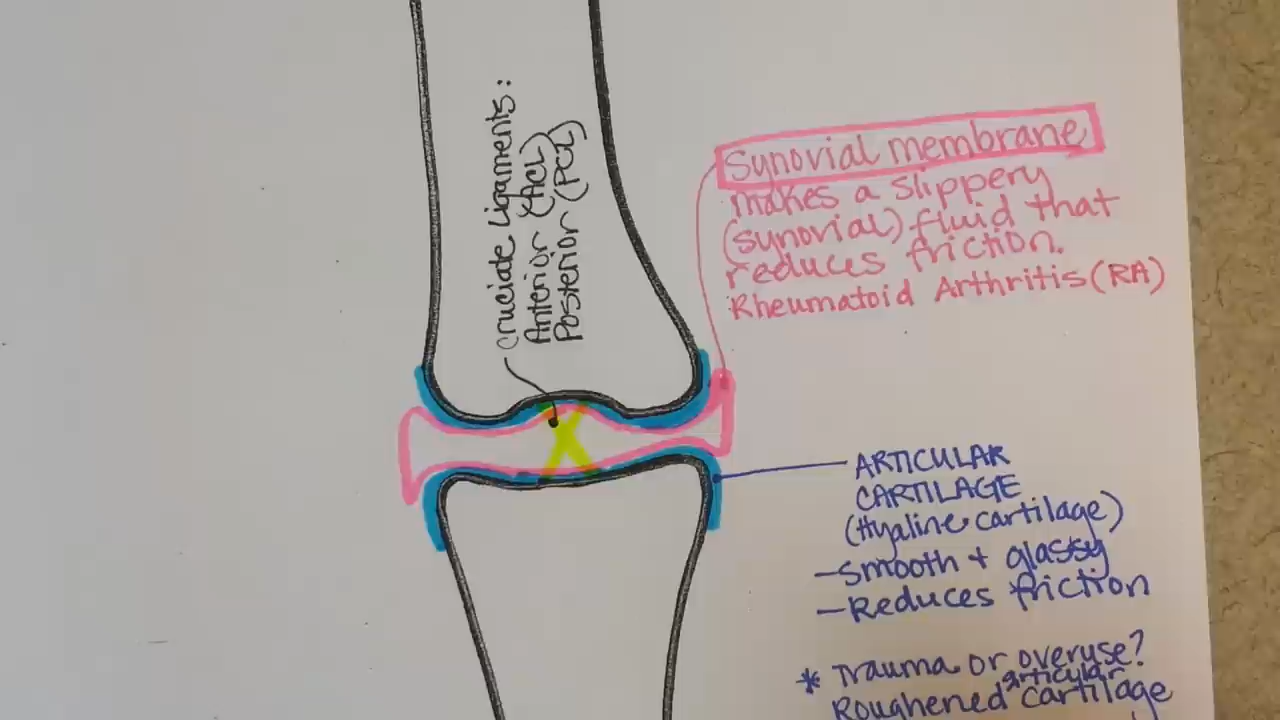 Cruciate Ligaments:
Anterior (ACL)
Posterior (PCL)
Synovial membrane
makes a slippery
(synovial) fluid that
reduces friction.
Rheumatoid Arthritis (RA)
ARTICULAR
CARTILAGE
(Hyaline cartilage)
-Smooth + glassy
-Reduces friction
* Trauma or overuse?
articular
Roughened cartilage